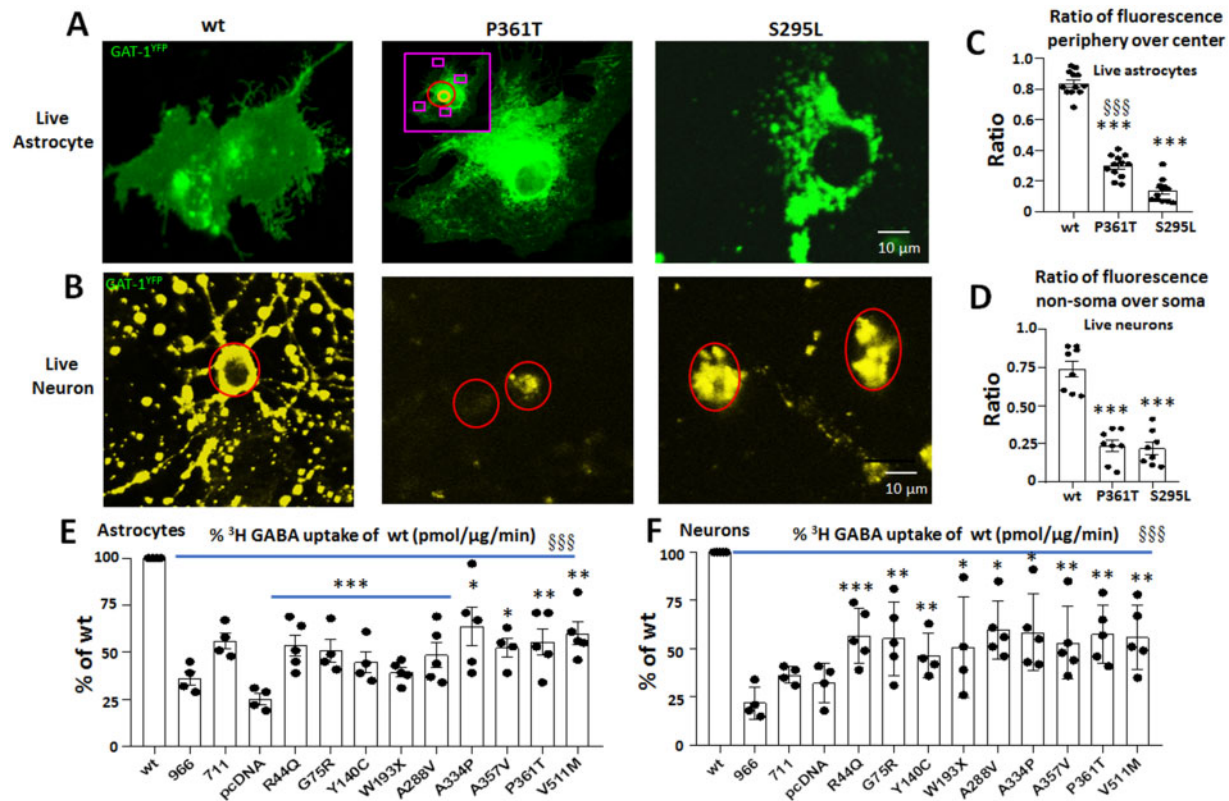 A
wt
P361T
S295L
GAT-1YFP
Live
Astrocyte
10 µm
C
Ratio of fluorescence
periphery over center
Live astrocytes
Ratio
1.0
0.8
0.6
0.4
0.2
0
§§§
***
***
wt P361T S295L
B
GAT-1YFP
Live
Neuron
10 µm
D
Ratio of fluorescence
non-soma over soma
Live neurons
Ratio
1.0
0.75
0.50
0.25
0
***
***
wt P361T S295L
E
Astrocytes
% ³H GABA uptake of wt (pmol/µg/min) §§§
% of wt
100
75
50
25
0
***
*
*
**
**
wt 966 711 pcDNA R44Q G75R Y140C W193X A288V A334P A357V P361T V511M
F
Neurons
% ³H GABA uptake of wt (pmol/µg/min) §§§
% of wt
100
75
50
25
0
***
**
**
*
*
*
**
**
**
wt 966 711 pcDNA R44Q G75R Y140C W193X A288V A334P A357V P361T V511M